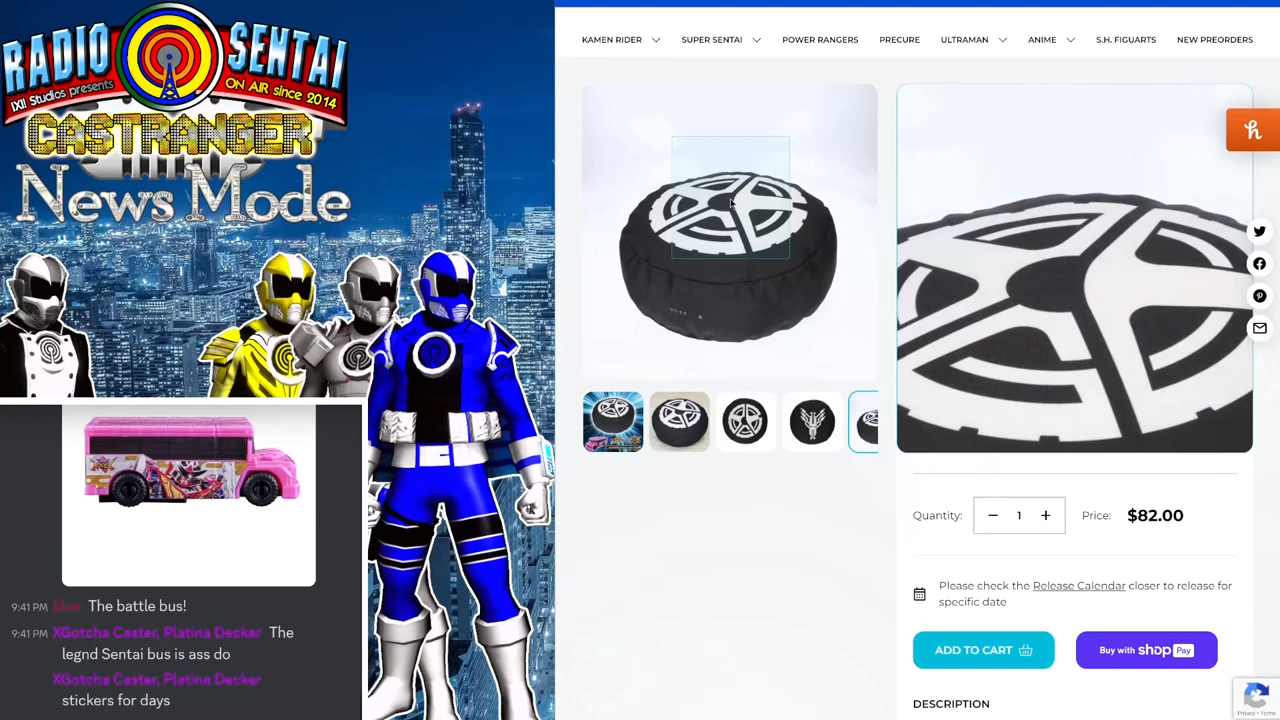 RADIO SENTAI
IXII Studios presents
ON AIR since 2014
CASTRANGER
News Mode
KAMEN RIDER
SUPER SENTAI
POWER RANGERS
PRECURE
ULTRAMAN
ANIME
S.H. FIGUARTS
NEW PREORDERS
Quantity:
1
Price:
$82.00
Please check the Release Calendar closer to release for
specific date
ADD TO CART
Buy with shop Pay
DESCRIPTION
Privacy - Terms
9:41 PM blue The battle bus!
9:41 PM XGotcha Caster, Platina Decker The
legnd Sentai bus is ass do
XGotcha Caster, Platina Decker
stickers for days